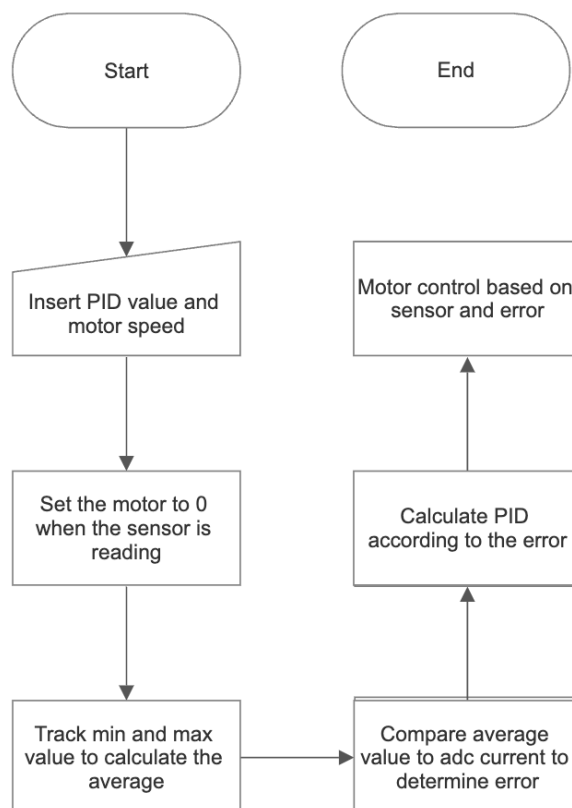 Start
End
Insert PID value and
motor speed
Motor control based on
sensor and error
Set the motor to 0
when the sensor is
reading
Calculate PID
according to the error
Track min and max
value to calculate the
average
Compare average
value to adc current to
determine error